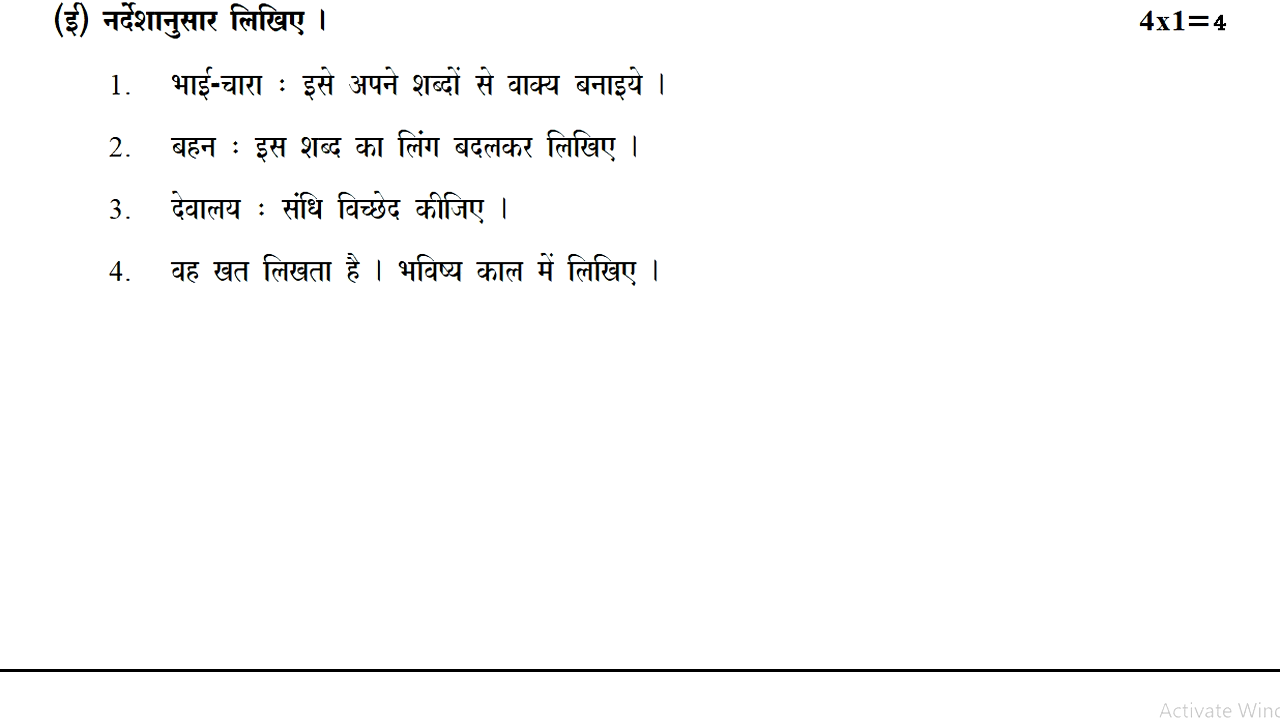 (ई) नर्देशानुसार लिखिए । 4x1=4
1. भाई-चारा : इसे अपने शब्दों से वाक्य बनाइये ।
2. बहन : इस शब्द का लिंग बदलकर लिखिए ।
3. देवालय : संधि विच्छेद कीजिए ।
4. वह खत लिखता है । भविष्य काल में लिखिए ।
Activate Wind